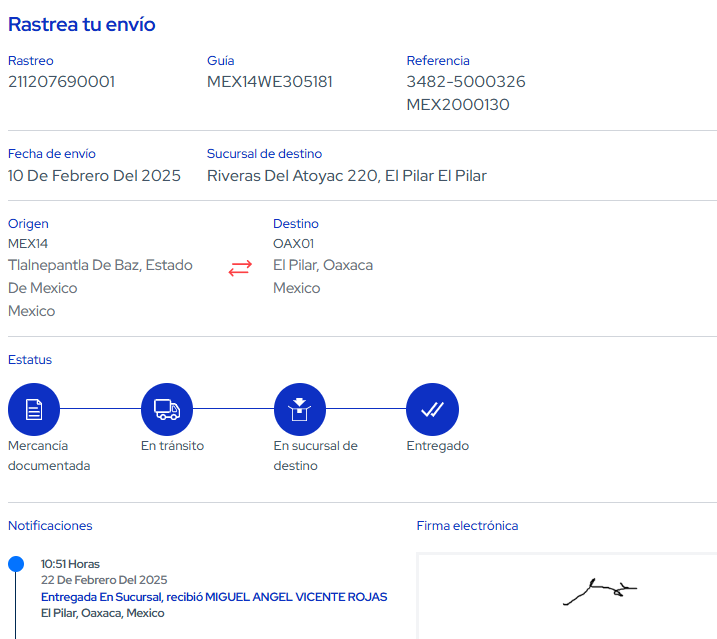 Rastrea tu envío
Rastreo
Guía
Referencia
211207690001
MEX14WE305181
3482-5000326
MEX2000130
Fecha de envío
Sucursal de destino
10 De Febrero Del 2025
Riveras Del Atoyac 220, El Pilar El Pilar
Origen
Destino
MEX14
OAX01
Tlalnepantla De Baz, Estado
De Mexico
Mexico
El Pilar, Oaxaca
Mexico
Estatus
Mercancía
documentada
En tránsito
En sucursal de
destino
Entregado
Notificaciones
Firma electrónica
10:51 Horas
22 De Febrero Del 2025
Entregada En Sucursal, recibió MIGUEL ANGEL VICENTE ROJAS
El Pilar, Oaxaca, Mexico